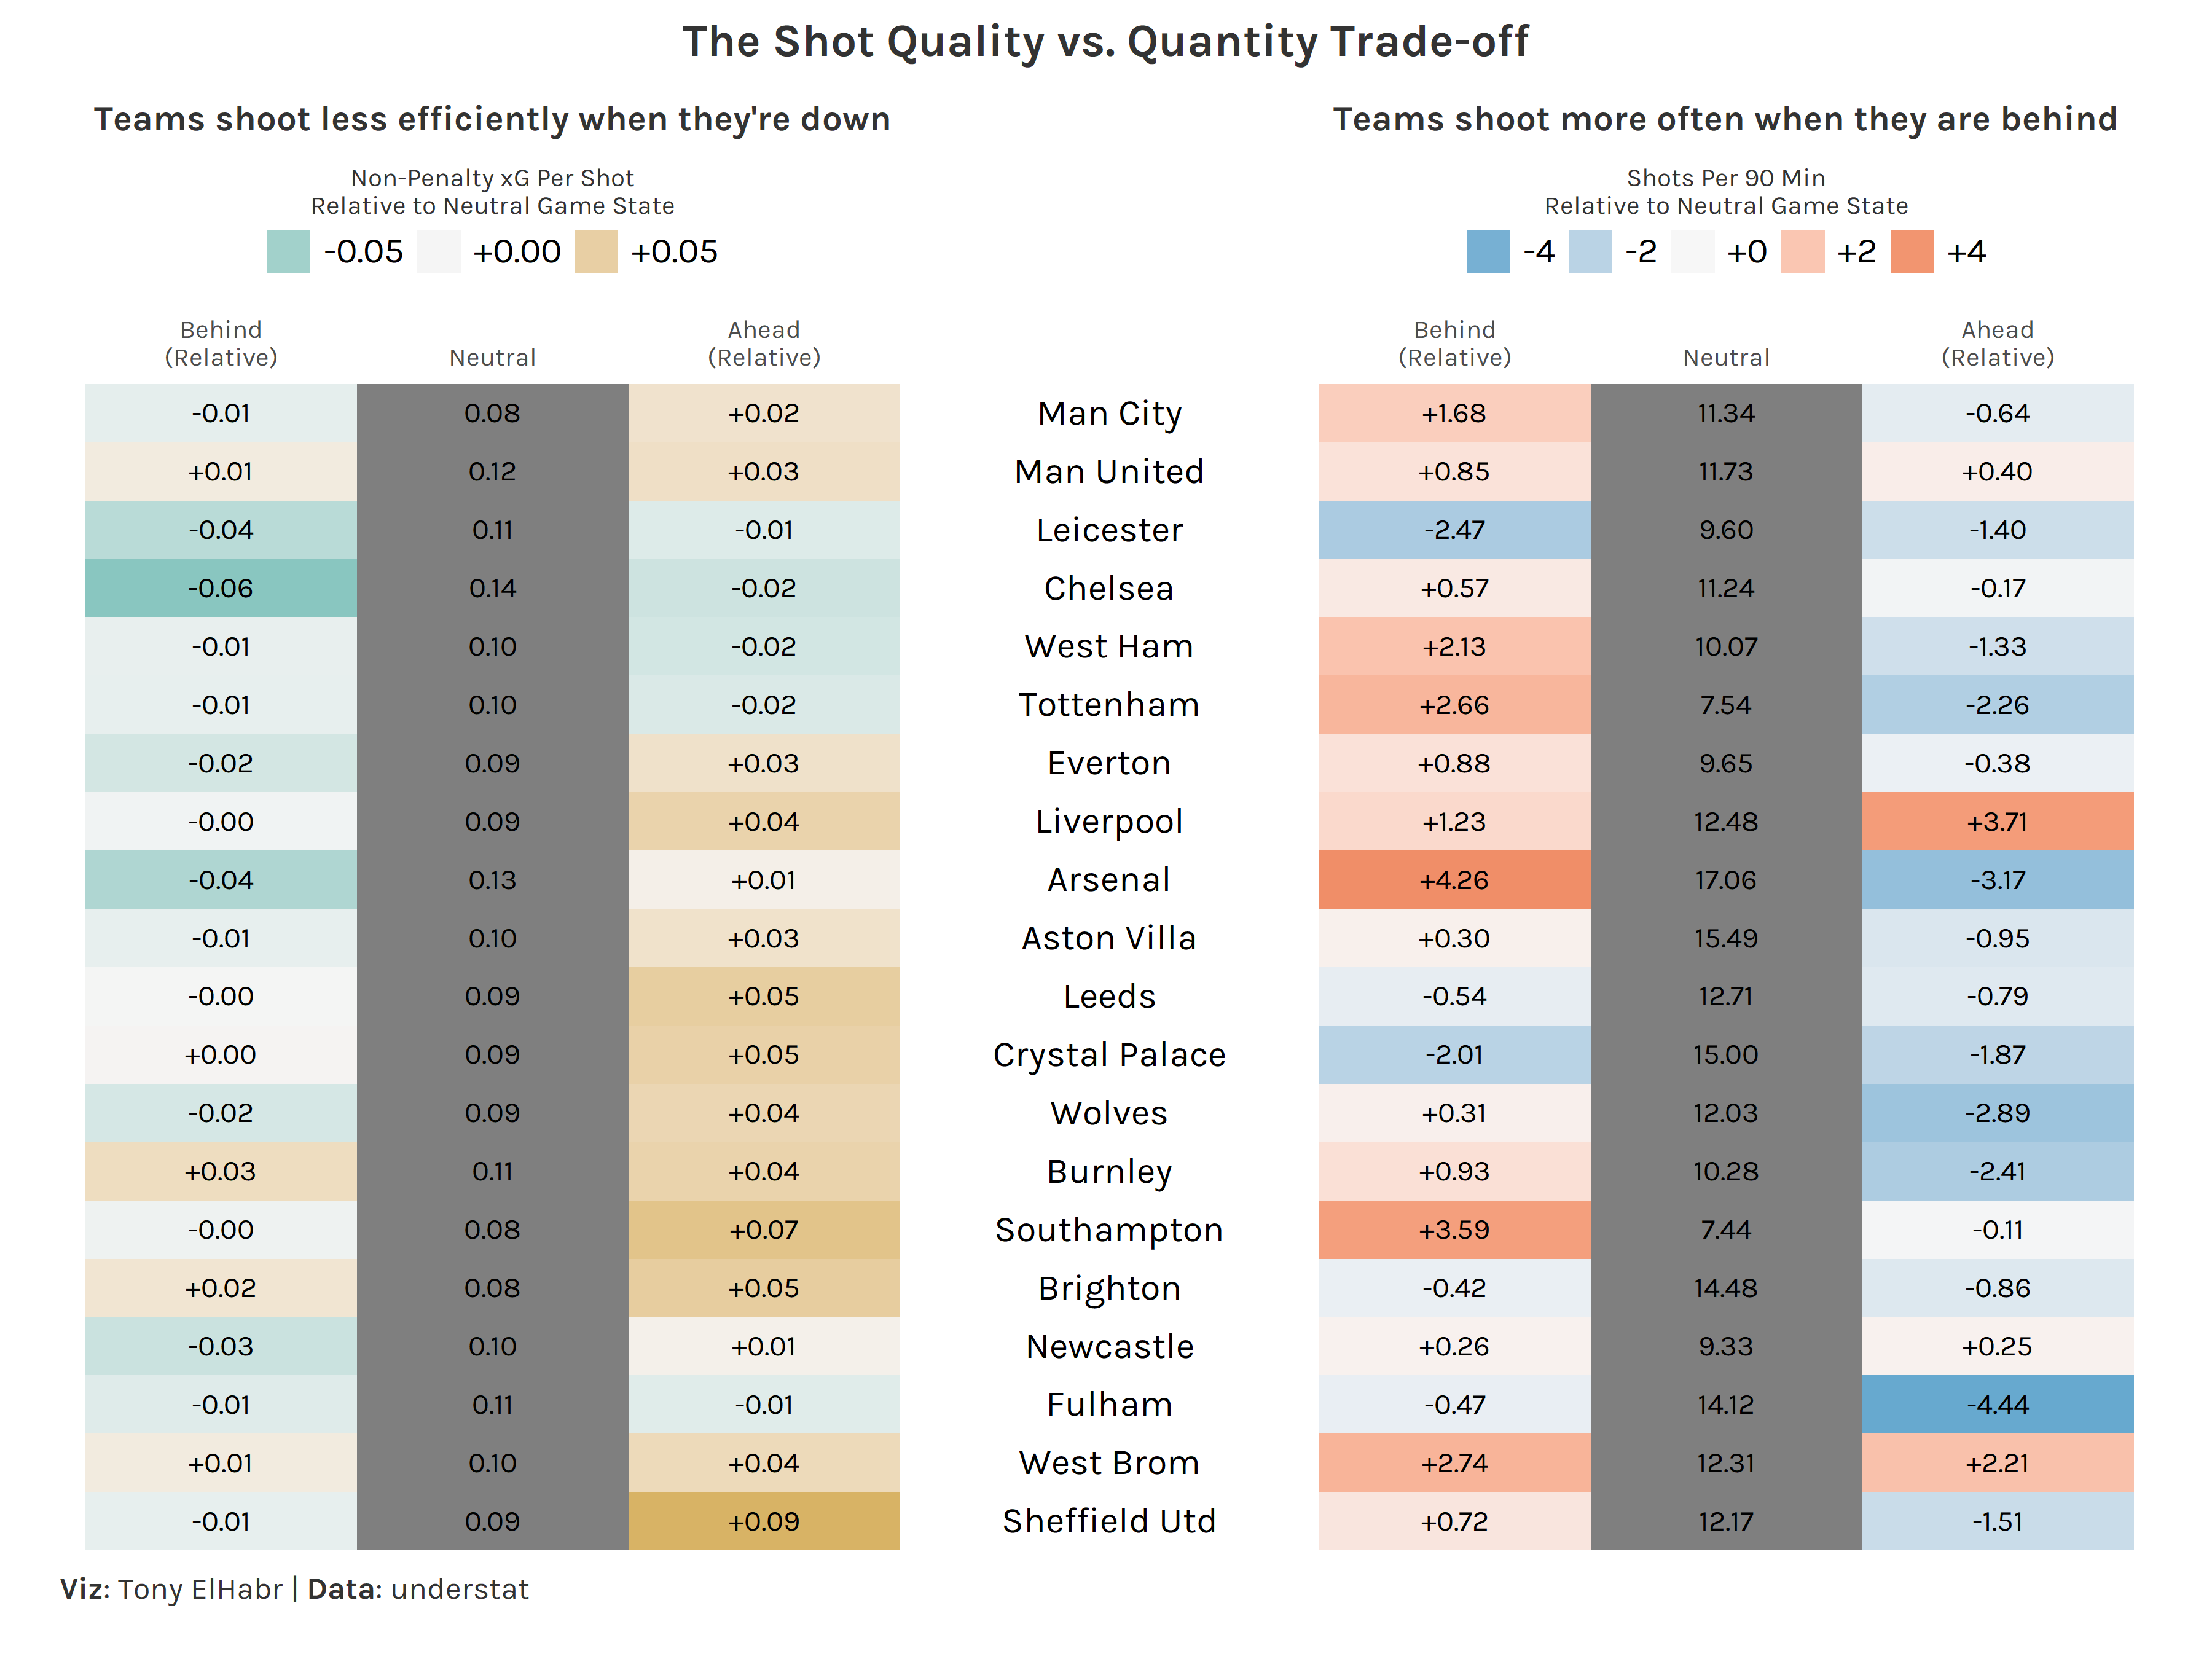 The Shot Quality vs. Quantity Trade-off
Teams shoot less efficiently when they're down
Non-Penalty xG Per Shot
Relative to Neutral Game State
-0.05 +0.00 +0.05
Teams shoot more often when they are behind
Shots Per 90 Min
Relative to Neutral Game State
-4 -2 +0 +2 +4
Behind (Relative) Neutral Ahead (Relative) Behind (Relative) Neutral Ahead (Relative)
-0.01 0.08 +0.02 Man City +1.68 11.34 -0.64
+0.01 0.12 +0.03 Man United +0.85 11.73 +0.40
-0.04 0.11 -0.01 Leicester -2.47 9.60 -1.40
-0.06 0.14 -0.02 Chelsea +0.57 11.24 -0.17
-0.01 0.10 -0.02 West Ham +2.13 10.07 -1.33
-0.01 0.10 -0.02 Tottenham +2.66 7.54 -2.26
-0.02 0.09 +0.03 Everton +0.88 9.65 -0.38
-0.00 0.09 +0.04 Liverpool +1.23 12.48 +3.71
-0.04 0.13 +0.01 Arsenal +4.26 17.06 -3.17
-0.01 0.10 +0.03 Aston Villa +0.30 15.49 -0.95
-0.00 0.09 +0.05 Leeds -0.54 12.71 -0.79
+0.00 0.09 +0.05 Crystal Palace -2.01 15.00 -1.87
-0.02 0.09 +0.04 Wolves +0.31 12.03 -2.89
+0.03 0.11 +0.04 Burnley +0.93 10.28 -2.41
-0.00 0.08 +0.07 Southampton +3.59 7.44 -0.11
+0.02 0.08 +0.05 Brighton -0.42 14.48 -0.86
-0.03 0.10 +0.01 Newcastle +0.26 9.33 +0.25
-0.01 0.11 -0.01 Fulham -0.47 14.12 -4.44
+0.01 0.10 +0.04 West Brom +2.74 12.31 +2.21
-0.01 0.09 +0.09 Sheffield Utd +0.72 12.17 -1.51
Viz: Tony ElHabr | Data: understat